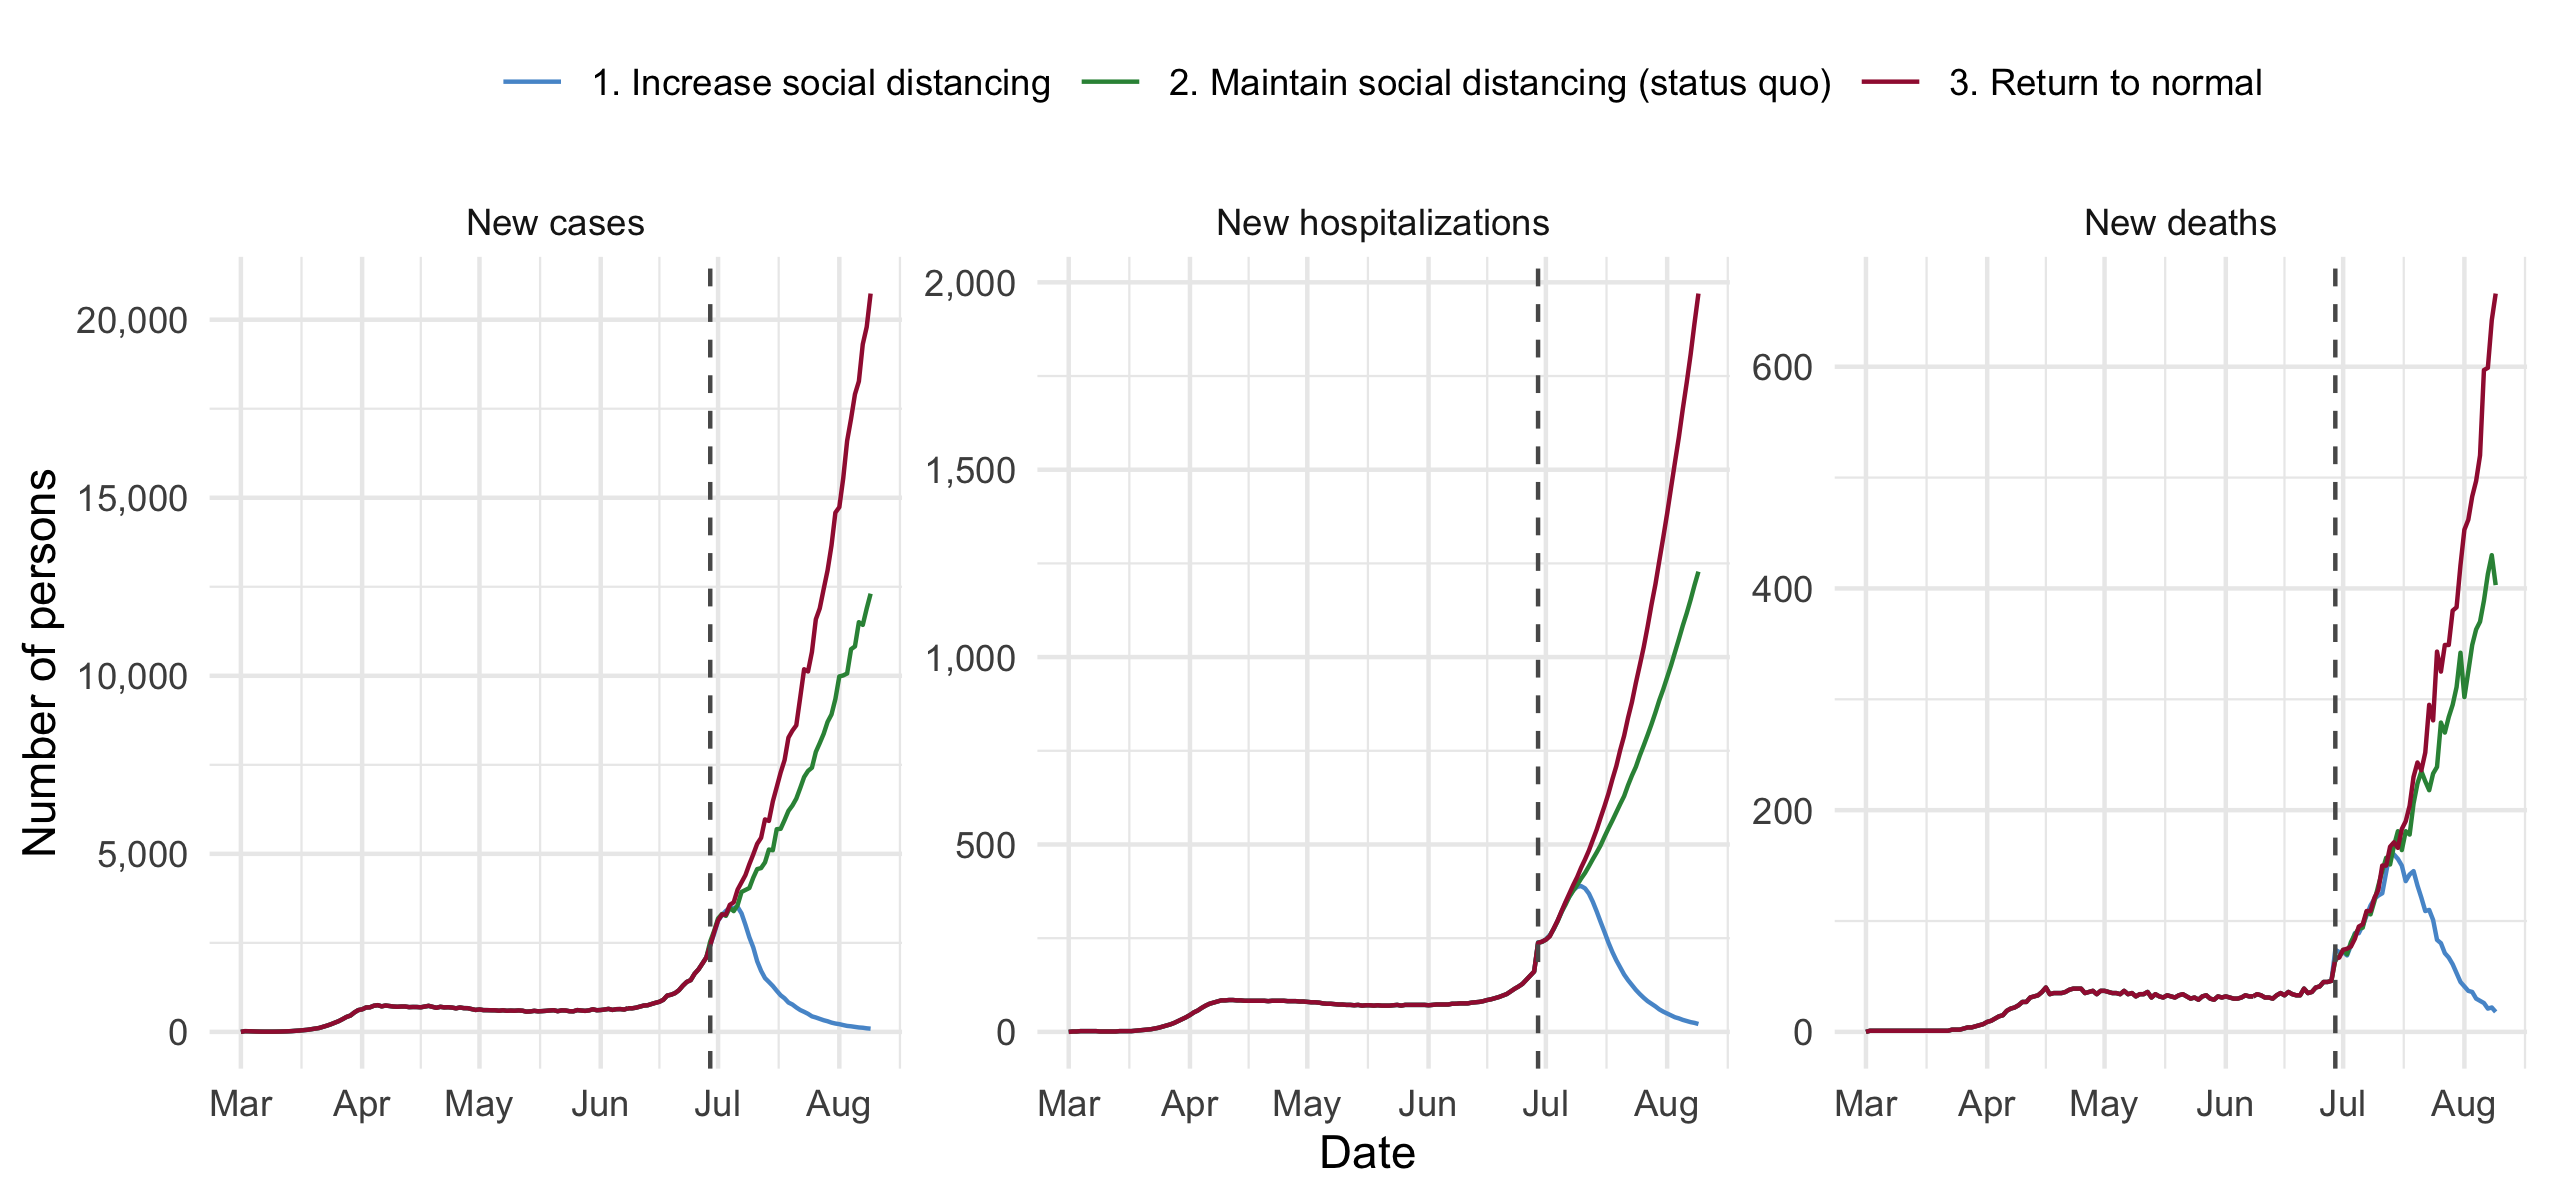 1. Increase social distancing 2. Maintain social distancing (status quo) 3. Return to normal
New cases New hospitalizations New deaths
Number of persons
20,000
15,000
10,000
5,000
0
2,000
1,500
1,000
500
0
600
400
200
0
Mar Apr May Jun Jul Aug
Mar Apr May Jun Jul Aug
Mar Apr May Jun Jul Aug
Date